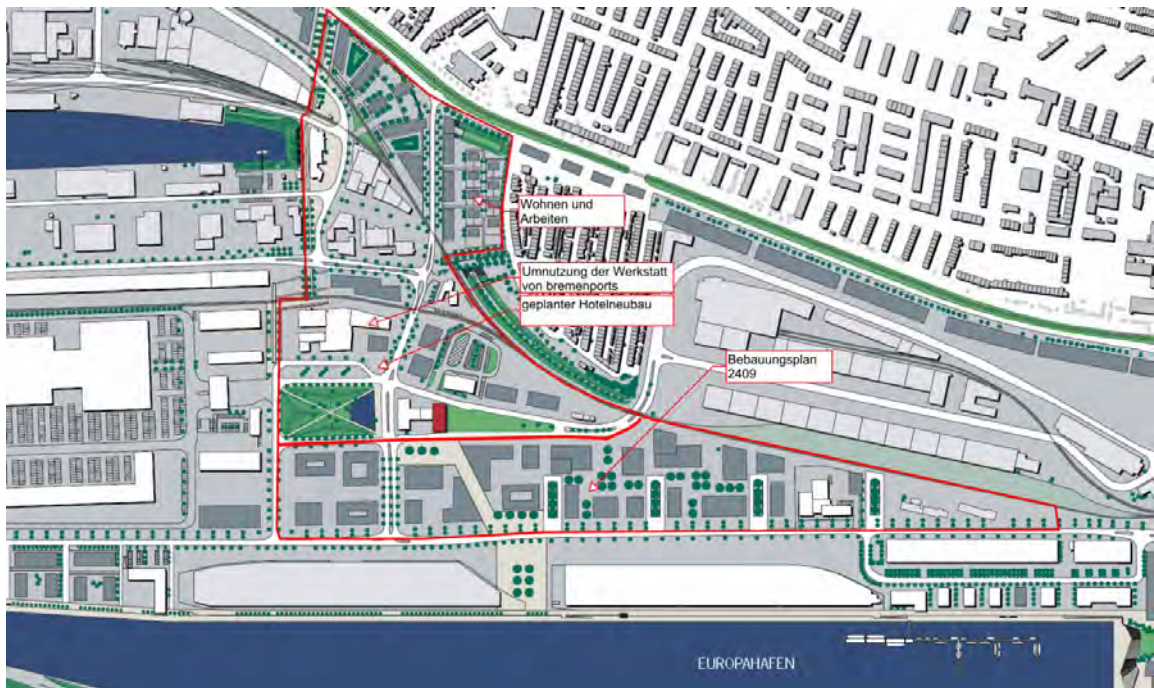 Wohnen und
Arbeiten
Umnutzung der Werkstatt
von bremenports
geplanter Hotelneubau
Bebauungsplan
2409
EUROPAHAFEN